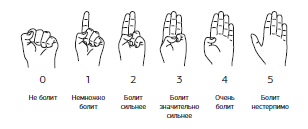 0 1 2 3 4 5
Не болит
Немножко
болит
Болит
сильнее
Болит
значительно
сильнее
Очень
болит
Болит
нестерпимо